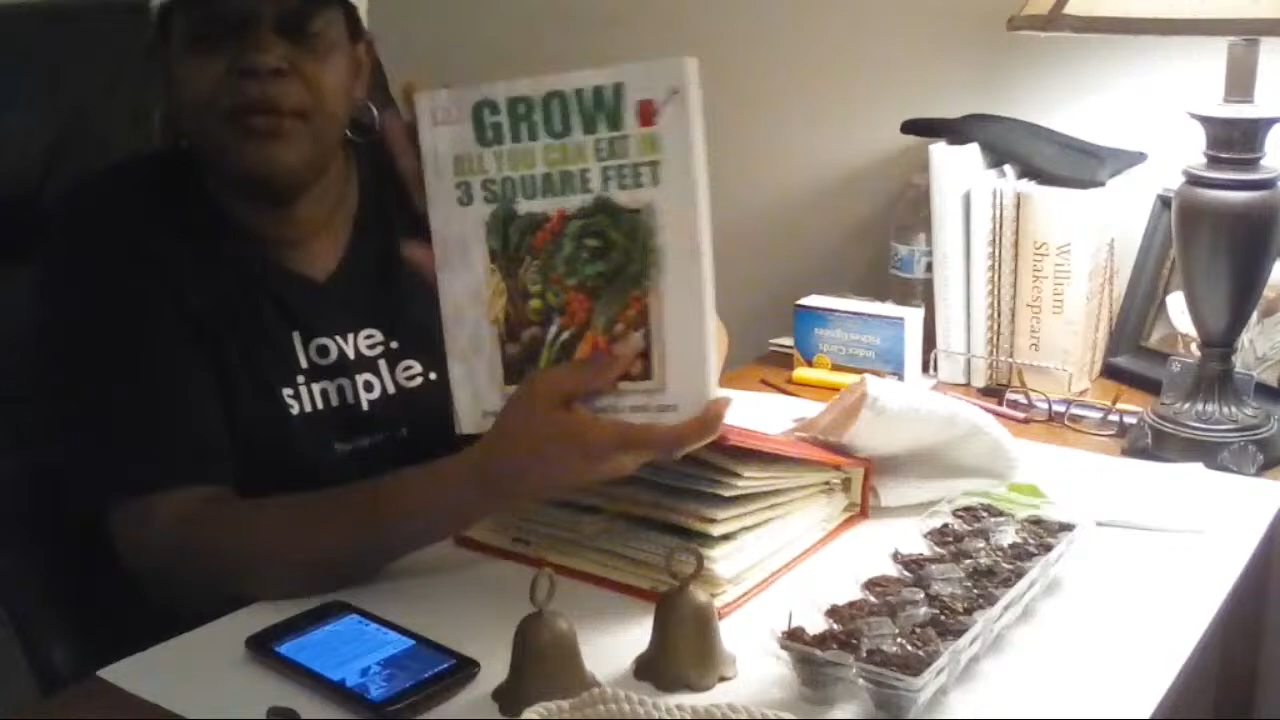 GROW
ALL YOU CAN EAT IN
3 SQUARE FEET
love.
simple.
William
Shakespeare
Index Cards